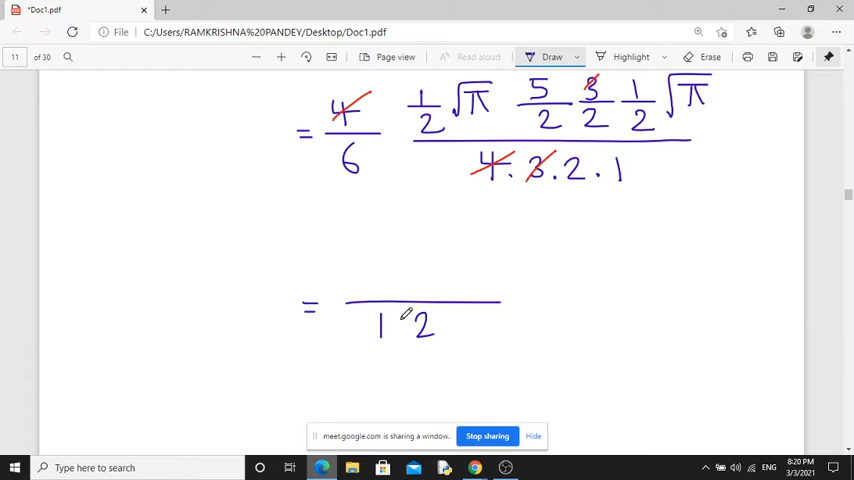 *Doc1.pdf
File C:/Users/RAMKRISHNA%20PANDEY/Desktop/Doc1.pdf
11 of 30 Page view Read aloud Draw Highlight Erase
= 4/6 (1/2 √π 5/2 3/2 1/2 √π)/(4. 3. 2 . 1)
=
1 2
meet.google.com is sharing a window. Stop sharing Hide
Type here to search
ENG
8:20 PM
3/3/2021